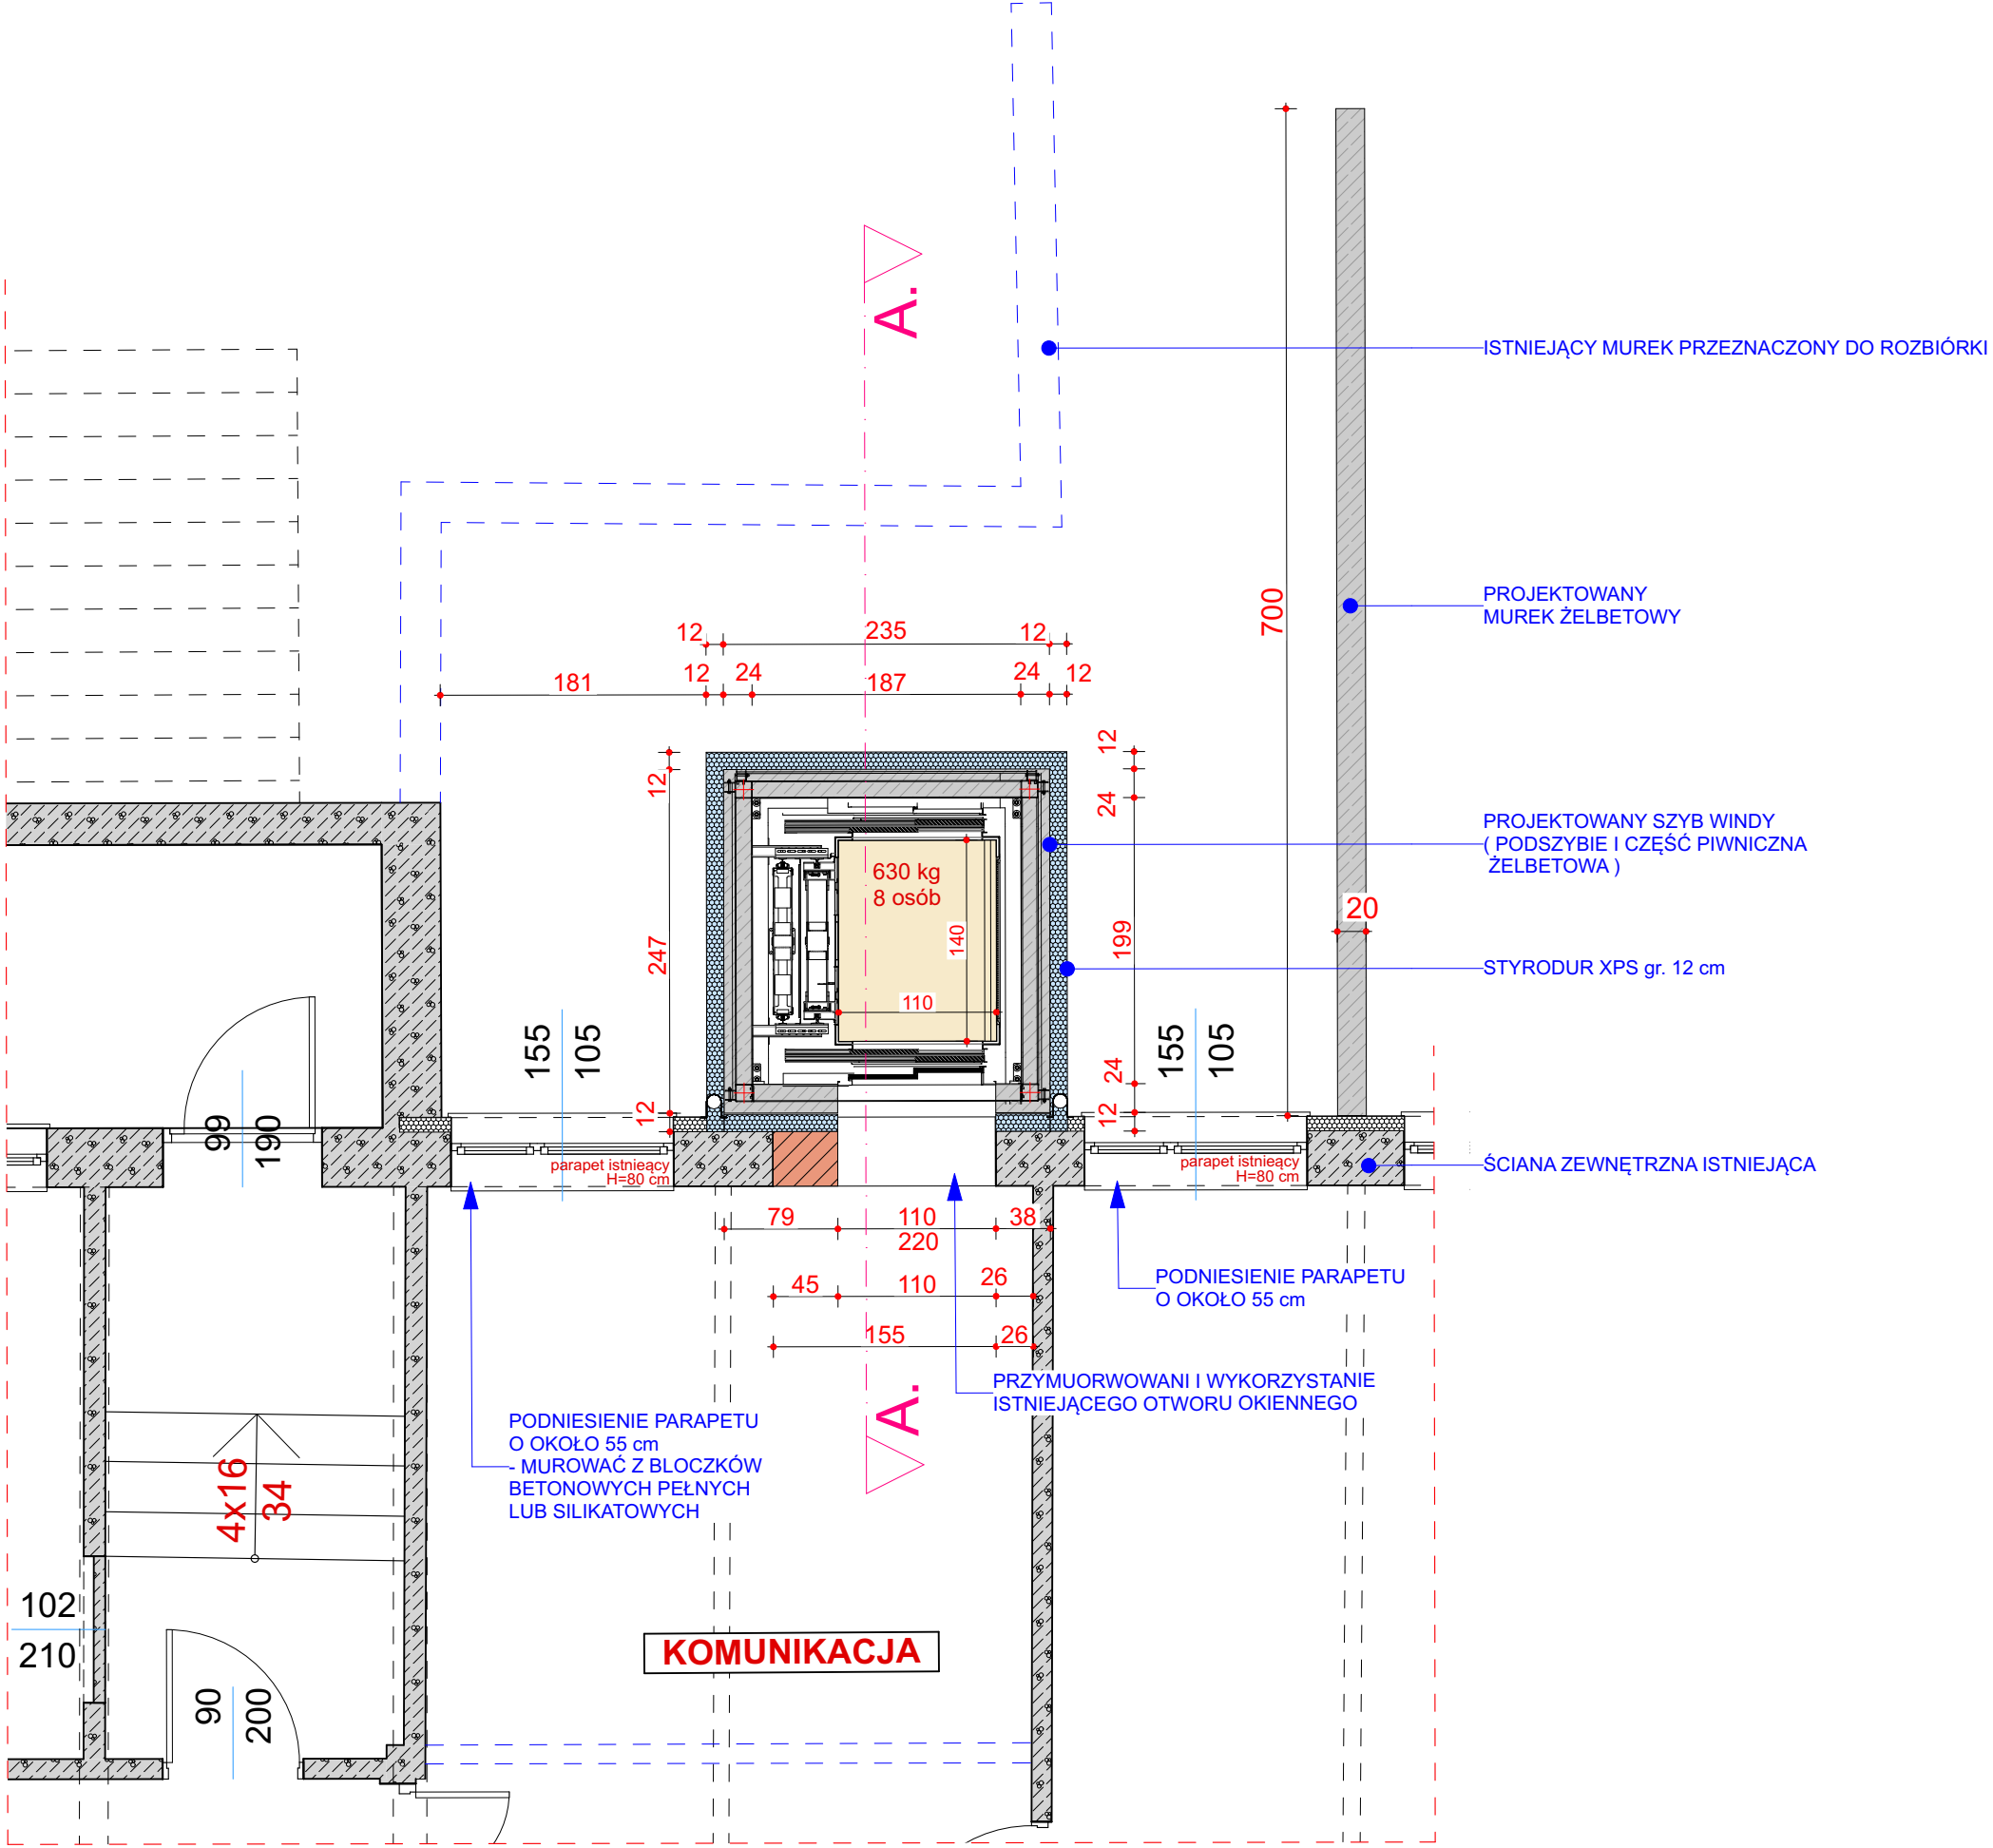 A.
ISTNIEJĄCY MUREK PRZEZNACZONY DO ROZBIÓRKI
700
PROJEKTOWANY
MUREK ŻELBETOWY
12
235
12
181
12
24
187
24
12
12
12
24
PROJEKTOWANY SZYB WINDY
( PODSZYBIE I CZĘŚĆ PIWNICZNA
ŻELBETOWA )
630 kg
8 osób
20
140
247
199
STYRODUR XPS gr. 12 cm
110
155
105
155
105
24
12
12
99
190
parapet istnieący
H=80 cm
parapet istnieący
H=80 cm
ŚCIANA ZEWNĘTRZNA ISTNIEJĄCA
79
110
38
220
45
110
26
PODNIESIENIE PARAPETU
O OKOŁO 55 cm
155
26
PRZYMUORWOWANI I WYKORZYSTANIE
ISTNIEJĄCEGO OTWORU OKIENNEGO
A.
PODNIESIENIE PARAPETU
O OKOŁO 55 cm
- MUROWAĆ Z BLOCZKÓW
BETONOWYCH PEŁNYCH
LUB SILIKATOWYCH
4x16
34
102
210
KOMUNIKACJA
90
200